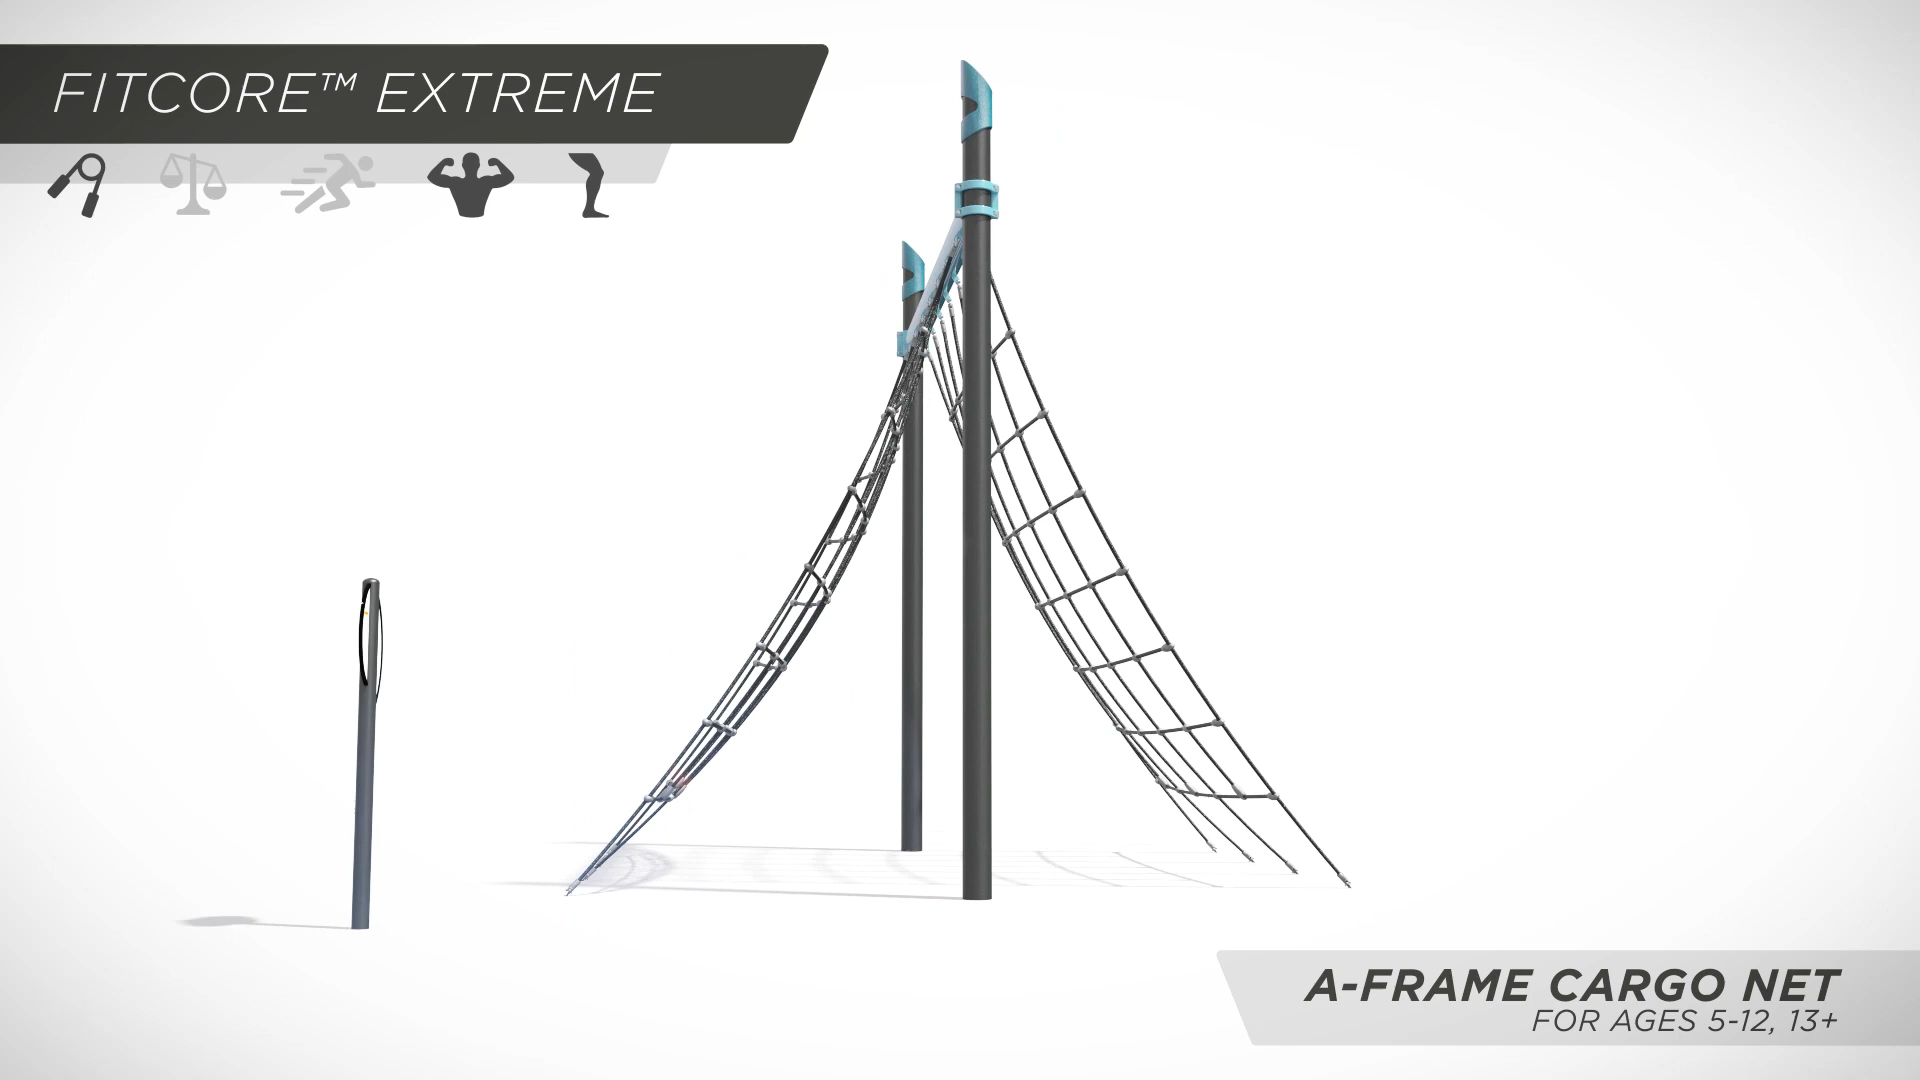 FITCORE™ EXTREME
A-FRAME CARGO NET
FOR AGES 5-12, 13+